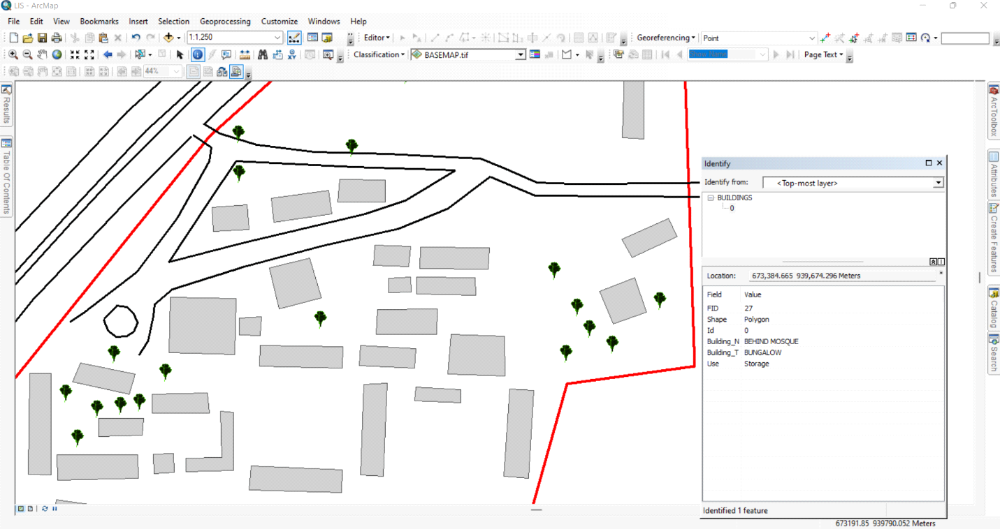 LIS - ArcMap
File Edit View Bookmarks Insert Selection Geoprocessing Customize Windows Help
1:1,250 Editor Georeferencing Point
Classification BASEMAP.tif Page Text
44%
Results
Table Of Contents
ArcToolbox
Attributes
Create Features
Catalog
Search
Identify
Identify from: <Top-most layer>
BUILDINGS
0
Location: 673,384.665 939,674.296 Meters
Field Value
FID 27
Shape Polygon
Id 0
Building_N BEHIND MOSQUE
Building_T BUNGALOW
Use Storage
Identified 1 feature
673191.85 939790.052 Meters